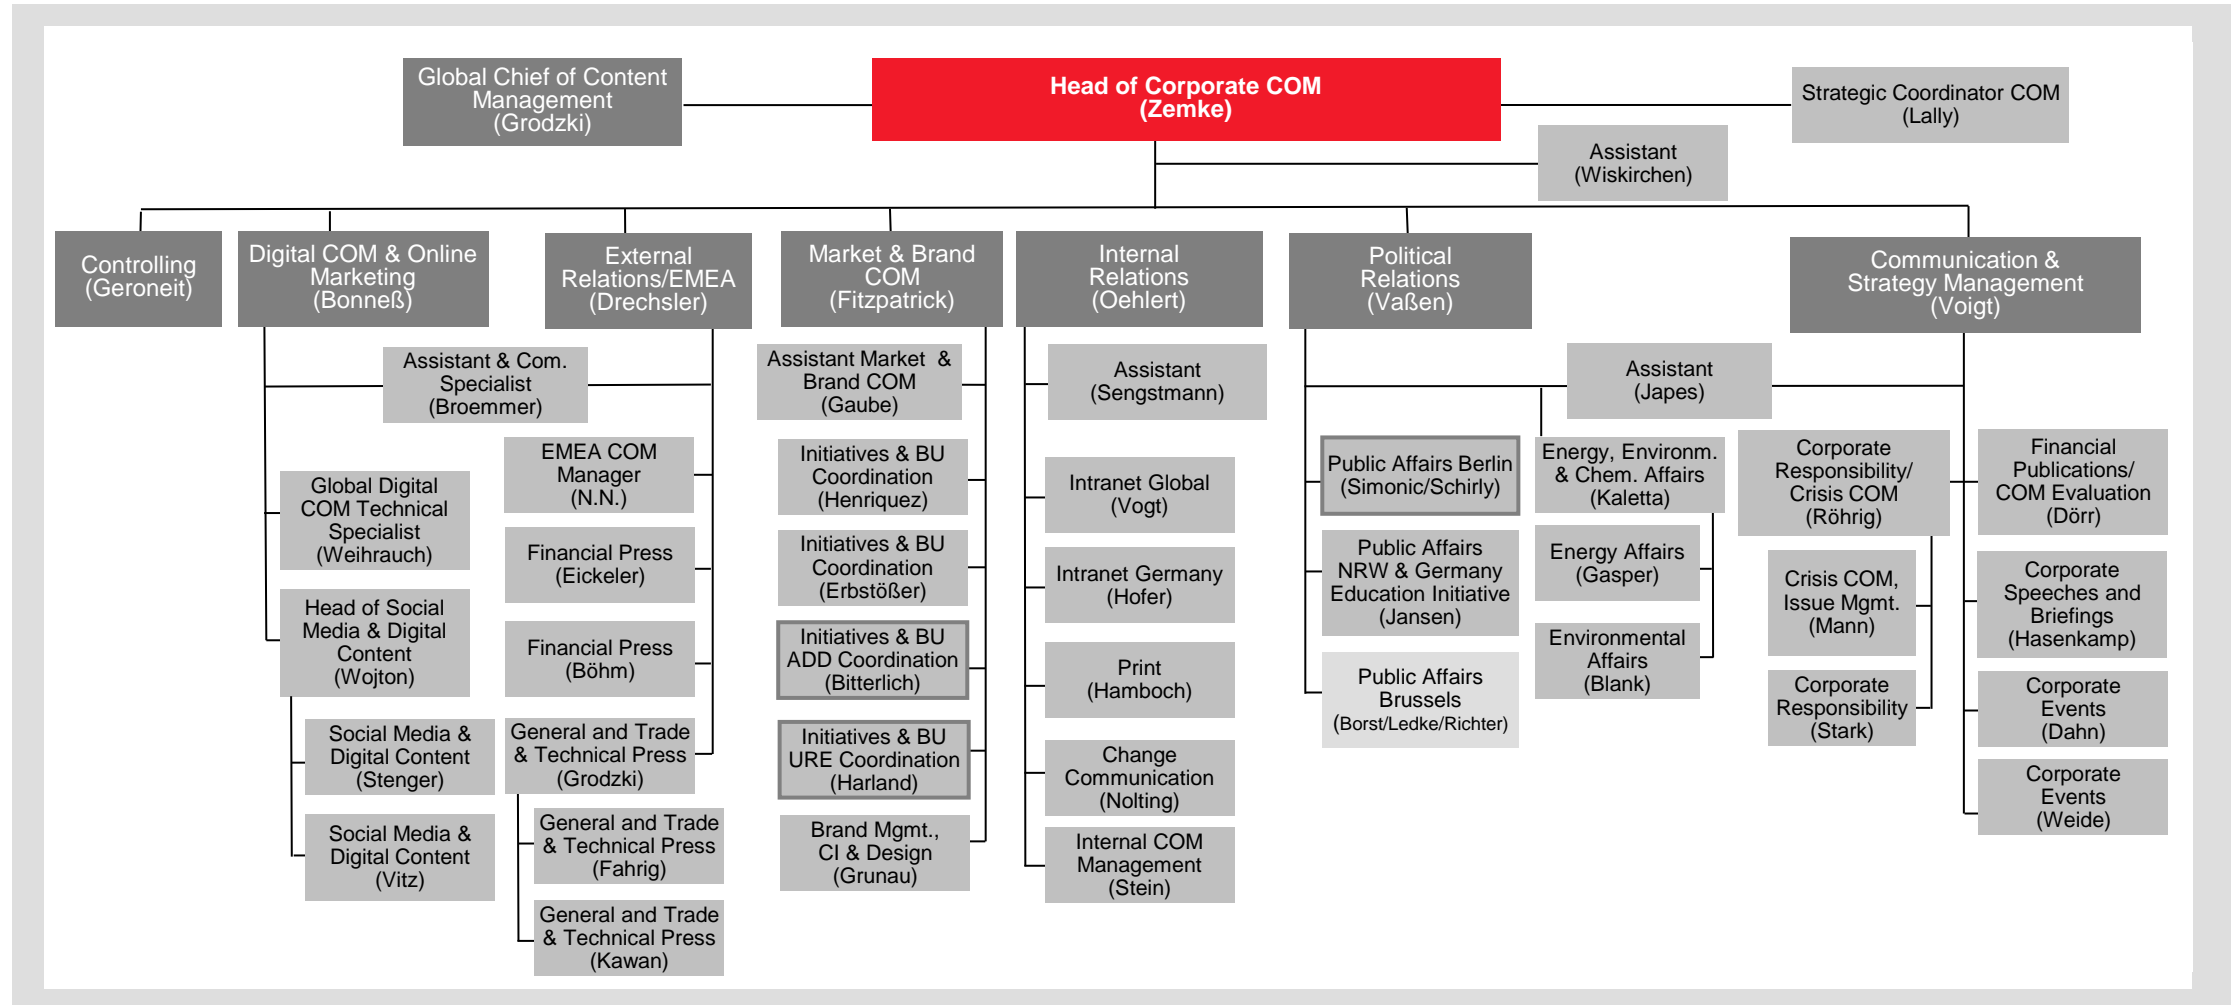 Global Chief of Content
Management
(Grodzki)
Head of Corporate COM
(Zemke)
Strategic Coordinator COM
(Lally)
Assistant
(Wiskirchen)
Controlling
(Geroneit)
Digital COM & Online
Marketing
(Bonneß)
External
Relations/EMEA
(Drechsler)
Market & Brand
COM
(Fitzpatrick)
Internal
Relations
(Oehlert)
Political
Relations
(Vaßen)
Communication &
Strategy Management
(Voigt)
Assistant & Com.
Specialist
(Broemmer)
Global Digital
COM Technical
Specialist
(Weihrauch)
Head of Social
Media & Digital
Content
(Wojton)
Social Media &
Digital Content
(Stenger)
Social Media &
Digital Content
(Vitz)
EMEA COM
Manager
(N.N.)
Financial Press
(Eickeler)
Financial Press
(Böhm)
General and Trade
& Technical Press
(Grodzki)
General and Trade
& Technical Press
(Fahrig)
General and Trade
& Technical Press
(Kawan)
Assistant Market &
Brand COM
(Gaube)
Initiatives & BU
Coordination
(Henriquez)
Initiatives & BU
Coordination
(Erbstößer)
Initiatives & BU
ADD Coordination
(Bitterlich)
Initiatives & BU
URE Coordination
(Harland)
Brand Mgmt.,
CI & Design
(Grunau)
Assistant
(Sengstmann)
Intranet Global
(Vogt)
Intranet Germany
(Hofer)
Print
(Hamboch)
Change
Communication
(Nolting)
Internal COM
Management
(Stein)
Assistant
(Japes)
Public Affairs Berlin
(Simonic/Schirly)
Public Affairs
NRW & Germany
Education Initiative
(Jansen)
Public Affairs
Brussels
(Borst/Ledke/Richter)
Energy, Environm.
& Chem. Affairs
(Kaletta)
Energy Affairs
(Gasper)
Environmental
Affairs
(Blank)
Corporate
Responsibility/
Crisis COM
(Röhrig)
Crisis COM,
Issue Mgmt.
(Mann)
Corporate
Responsibility
(Stark)
Financial
Publications/
COM Evaluation
(Dörr)
Corporate
Speeches and
Briefings
(Hasenkamp)
Corporate
Events
(Dahn)
Corporate
Events
(Weide)